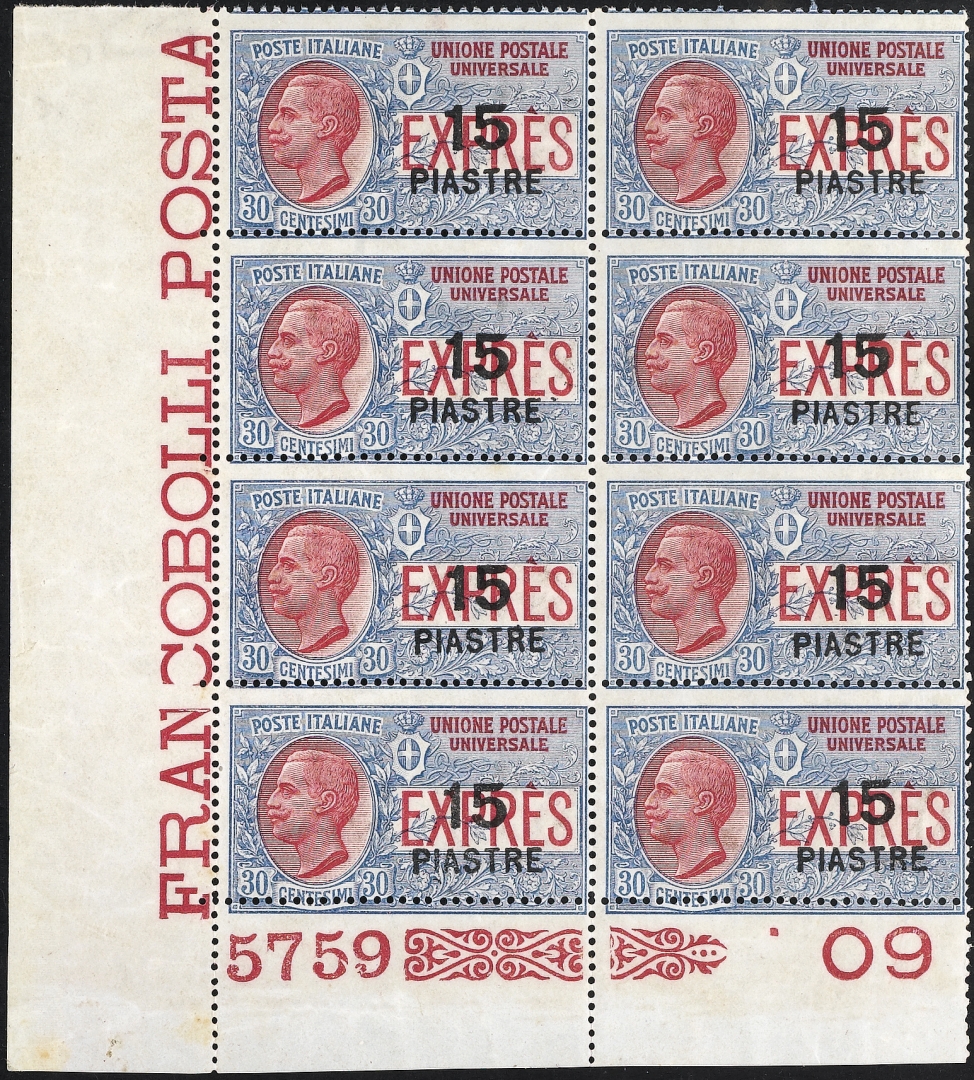 FRANCOBOLLI POSTA
POSTE ITALIANE UNIONE POSTALE
UNIVERSALE
EXPRÈS
15
PIASTRE
30 CENTESIMI 30
POSTE ITALIANE UNIONE POSTALE
UNIVERSALE
EXPRÈS
15
PIASTRE
30 CENTESIMI 30
POSTE ITALIANE UNIONE POSTALE
UNIVERSALE
EXPRÈS
15
PIASTRE
30 CENTESIMI 30
POSTE ITALIANE UNIONE POSTALE
UNIVERSALE
EXPRÈS
15
PIASTRE
30 CENTESIMI 30
POSTE ITALIANE UNIONE POSTALE
UNIVERSALE
EXPRÈS
15
PIASTRE
30 CENTESIMI 30
POSTE ITALIANE UNIONE POSTALE
UNIVERSALE
EXPRÈS
15
PIASTRE
30 CENTESIMI 30
POSTE ITALIANE UNIONE POSTALE
UNIVERSALE
EXPRÈS
15
PIASTRE
30 CENTESIMI 30
POSTE ITALIANE UNIONE POSTALE
UNIVERSALE
EXPRÈS
15
PIASTRE
30 CENTESIMI 30
5759 09